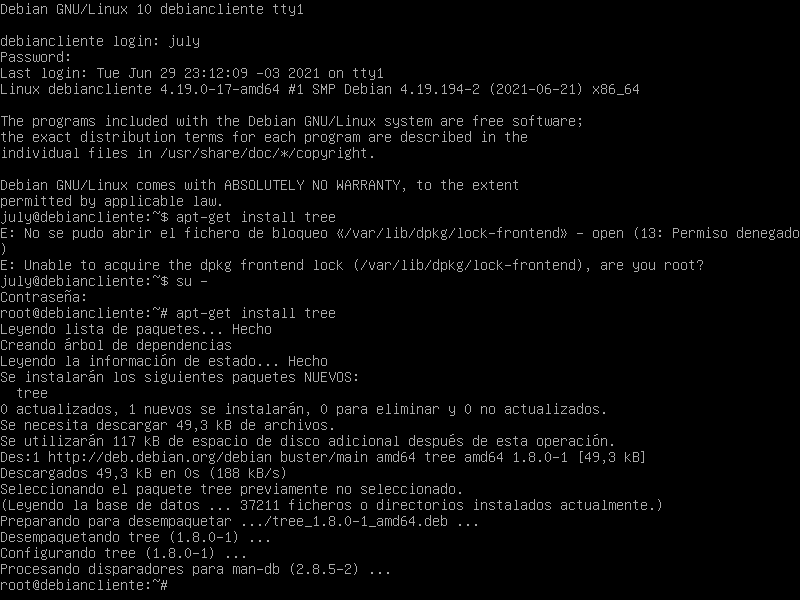 Debian GNU/Linux 10 debiancliente tty1
debiancliente login: july
Password:
Last login: Tue Jun 29 23:12:09 -03 2021 on tty1
Linux debiancliente 4.19.0-17-amd64 #1 SMP Debian 4.19.194-2 (2021-06-21) x86_64
The programs included with the Debian GNU/Linux system are free software;
the exact distribution terms for each program are described in the
individual files in /usr/share/doc/*/copyright.
Debian GNU/Linux comes with ABSOLUTELY NO WARRANTY, to the extent
permitted by applicable law.
july@debiancliente:~$ apt-get install tree
E: No se pudo abrir el fichero de bloqueo «/var/lib/dpkg/lock-frontend» - open (13: Permiso denegado
)
E: Unable to acquire the dpkg frontend lock (/var/lib/dpkg/lock-frontend), are you root?
july@debiancliente:~$ su -
Contraseña:
root@debiancliente:~# apt-get install tree
Leyendo lista de paquetes... Hecho
Creando árbol de dependencias
Leyendo la información de estado... Hecho
Se instalarán los siguientes paquetes NUEVOS:
  tree
0 actualizados, 1 nuevos se instalarán, 0 para eliminar y 0 no actualizados.
Se necesita descargar 49,3 kB de archivos.
Se utilizarán 117 kB de espacio de disco adicional después de esta operación.
Des:1 http://deb.debian.org/debian buster/main amd64 tree amd64 1.8.0-1 [49,3 kB]
Descargados 49,3 kB en 0s (188 kB/s)
Seleccionando el paquete tree previamente no seleccionado.
(Leyendo la base de datos ... 37211 ficheros o directorios instalados actualmente.)
Preparando para desempaquetar .../tree_1.8.0-1_amd64.deb ...
Desempaquetando tree (1.8.0-1) ...
Configurando tree (1.8.0-1) ...
Procesando disparadores para man-db (2.8.5-2) ...
root@debiancliente:~#